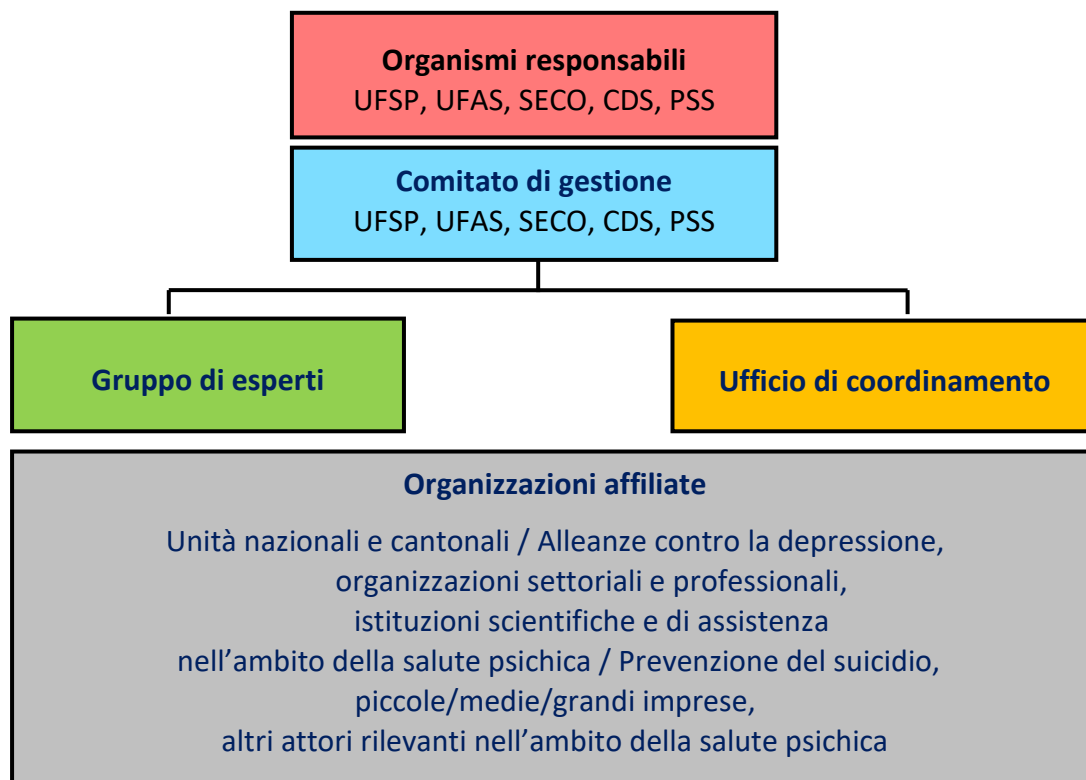 Organismi responsabili
UFSP, UFAS, SECO, CDS, PSS
Comitato di gestione
UFSP, UFAS, SECO, CDS, PSS
Gruppo di esperti
Ufficio di coordinamento
Organizzazioni affiliate
Unità nazionali e cantonali / Alleanze contro la depressione,
organizzazioni settoriali e professionali,
istituzioni scientifiche e di assistenza
nell’ambito della salute psichica / Prevenzione del suicidio,
piccole/medie/grandi imprese,
altri attori rilevanti nell’ambito della salute psichica